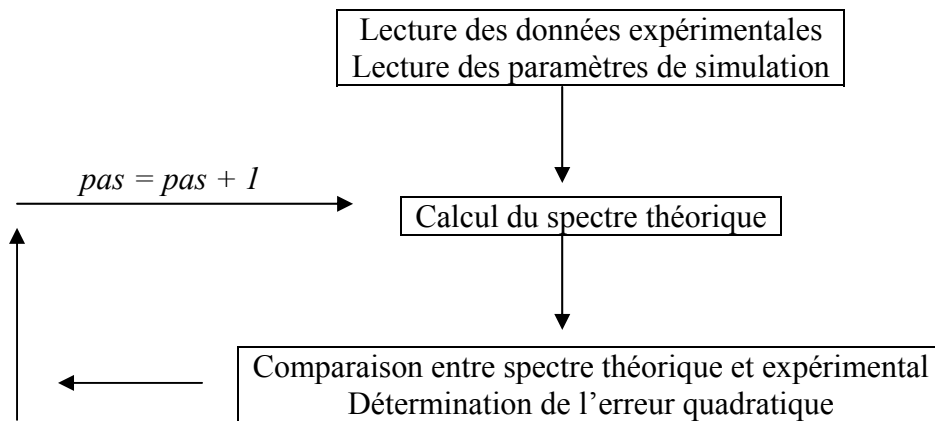 Lecture des données expérimentales
Lecture des paramètres de simulation
pas = pas + 1
Calcul du spectre théorique
Comparaison entre spectre théorique et expérimental
Détermination de l’erreur quadratique